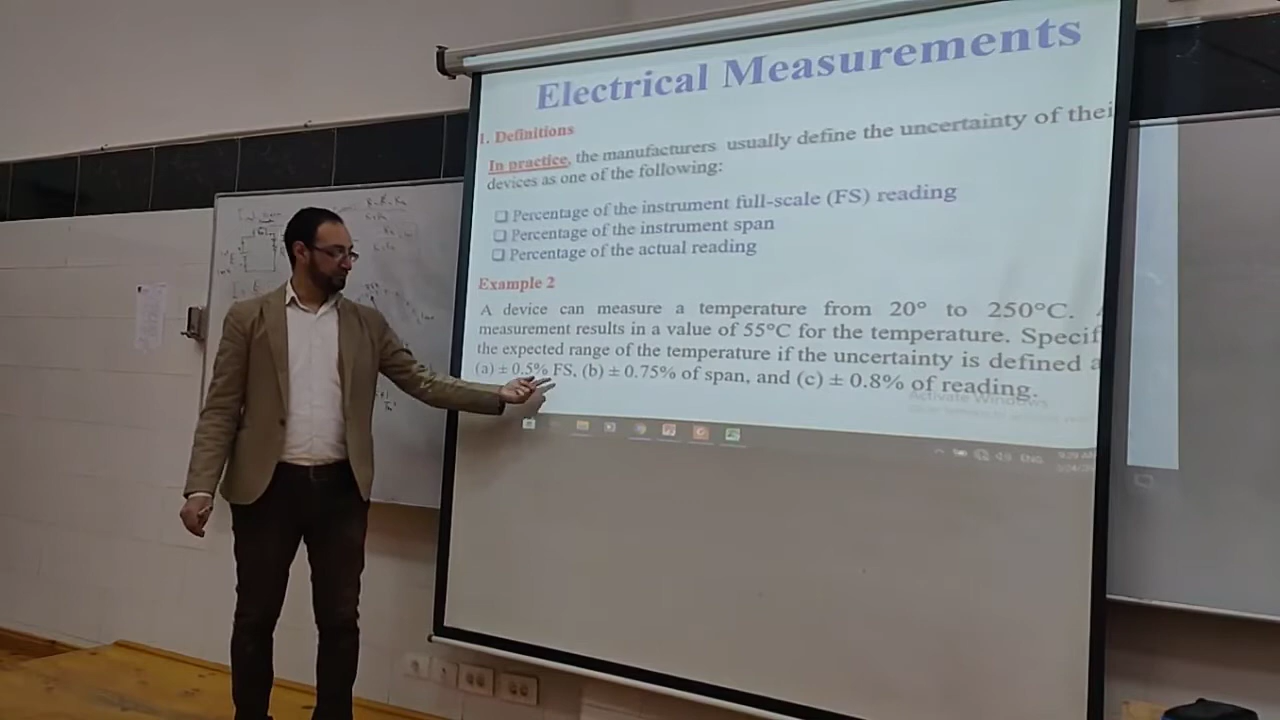 Electrical Measurements
1. Definitions
In practice, the manufacturers usually define the uncertainty of thei
devices as one of the following:
❑ Percentage of the instrument full-scale (FS) reading
❑ Percentage of the instrument span
❑ Percentage of the actual reading
Example 2
A device can measure a temperature from 20° to 250°C.
measurement results in a value of 55°C for the temperature. Specif
the expected range of the temperature if the uncertainty is defined a
(a) ± 0.5% FS, (b) ± 0.75% of span, and (c) ± 0.8% of reading.
Activate Windows
ENG